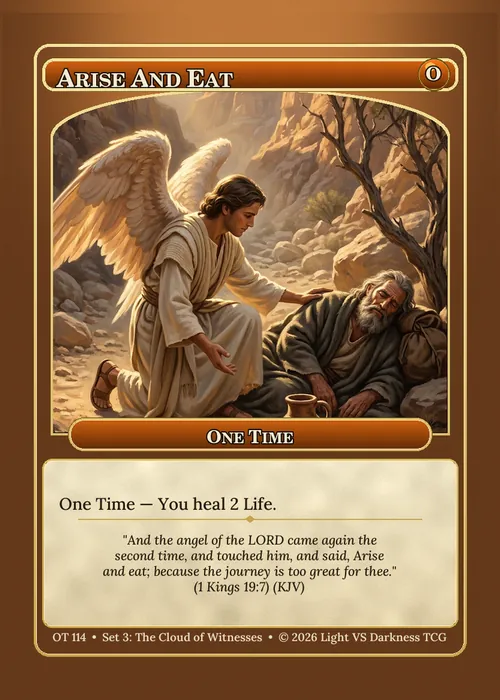 Arise And Eat
0
One Time
One Time — You heal 2 Life.
"And the angel of the LORD came again the
second time, and touched him, and said, Arise
and eat; because the journey is too great for thee."
(1 Kings 19:7) (KJV)
OT 114 • Set 3: The Cloud of Witnesses • © 2026 Light VS Darkness TCG